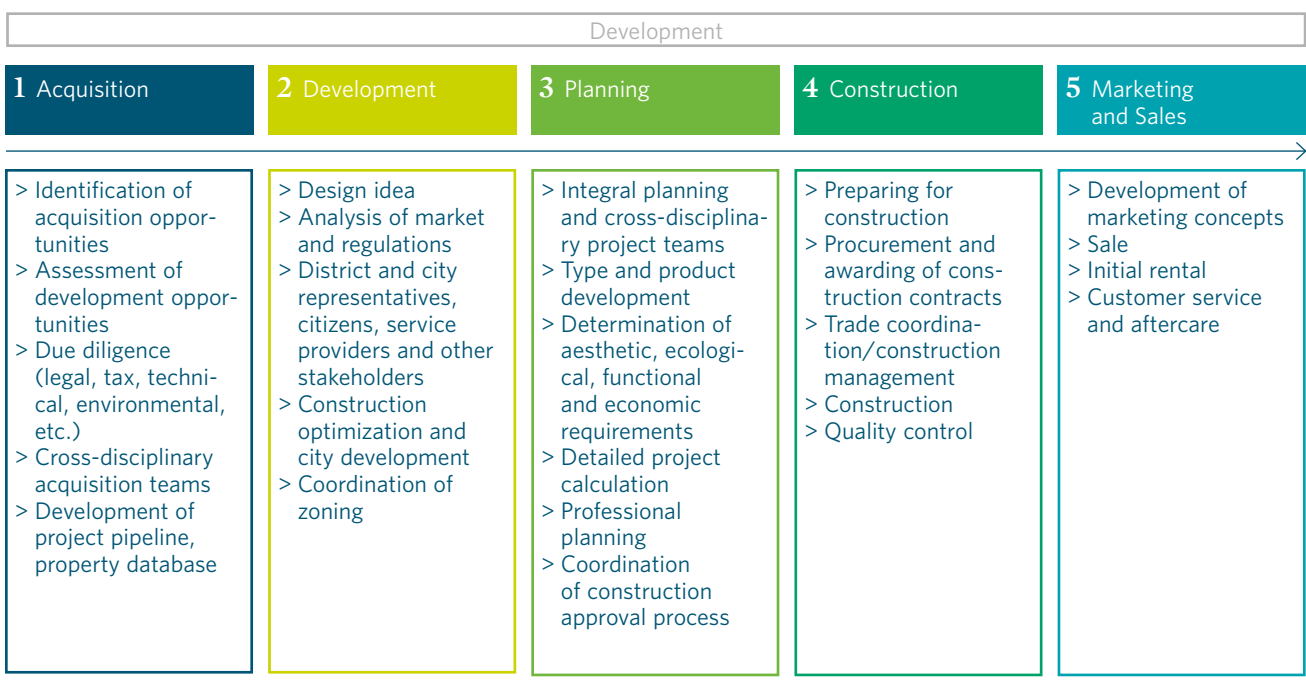 Development
1 Acquisition
2 Development
3 Planning
4 Construction
5 Marketing
and Sales
> Identification of
acquisition oppor-
tunities
> Assessment of
development oppor-
tunities
> Due diligence
(legal, tax, techni-
cal, environmental,
etc.)
> Cross-disciplinary
acquisition teams
> Development of
project pipeline,
property database
> Design idea
> Analysis of market
and regulations
> District and city
representatives,
citizens, service
providers and other
stakeholders
> Construction
optimization and
city development
> Coordination of
zoning
> Integral planning
and cross-disciplina-
ry project teams
> Type and product
development
> Determination of
aesthetic, ecologi-
cal, functional
and economic
requirements
> Detailed project
calculation
> Professional
planning
> Coordination
of construction
approval process
> Preparing for
construction
> Procurement and
awarding of cons-
truction contracts
> Trade coordina-
tion/construction
management
> Construction
> Quality control
> Development of
marketing concepts
> Sale
> Initial rental
> Customer service
and aftercare